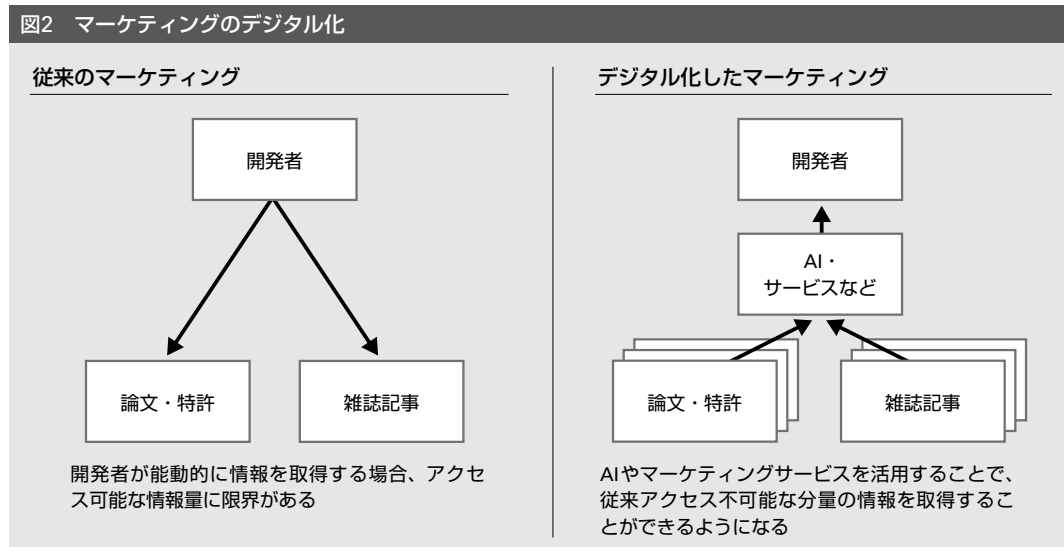 図2 マーケティングのデジタル化
従来のマーケティング
開発者
論文・特許
雑誌記事
開発者が能動的に情報を取得する場合、アクセ
ス可能な情報量に限界がある
デジタル化したマーケティング
開発者
AI・
サービスなど
論文・特許
雑誌記事
AIやマーケティングサービスを活用することで、
従来アクセス不可能な分量の情報を取得するこ
とができるようになる